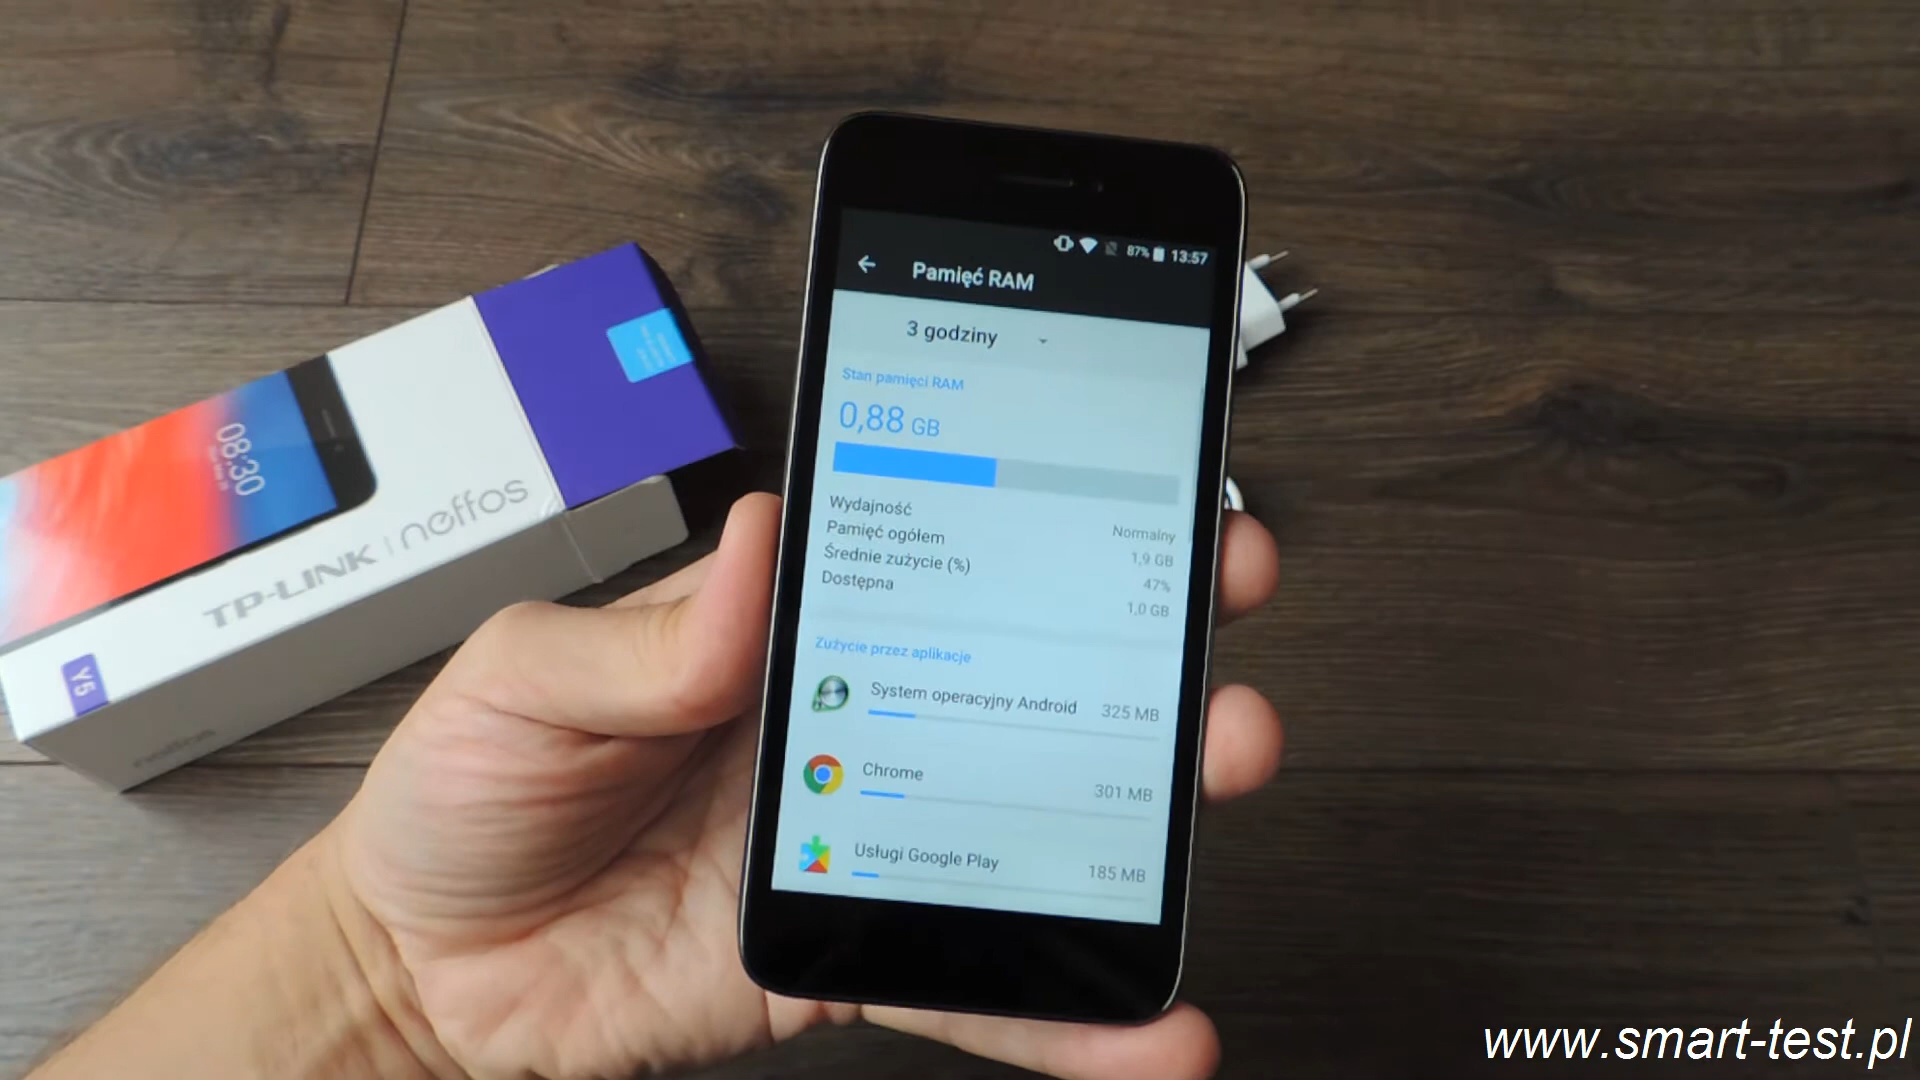 87% 13:57
Pamięć RAM
3 godziny
Stan pamięci RAM
0,88 GB
Wydajność Normalny
Pamięć ogółem 1,9 GB
Średnie zużycie (%) 47%
Dostępna 1,0 GB
Zużycie przez aplikacje
System operacyjny Android 325 MB
Chrome 301 MB
Usługi Google Play 185 MB
08:30
TP-LINK | neffos
Y5
neffos
www.smart-test.pl